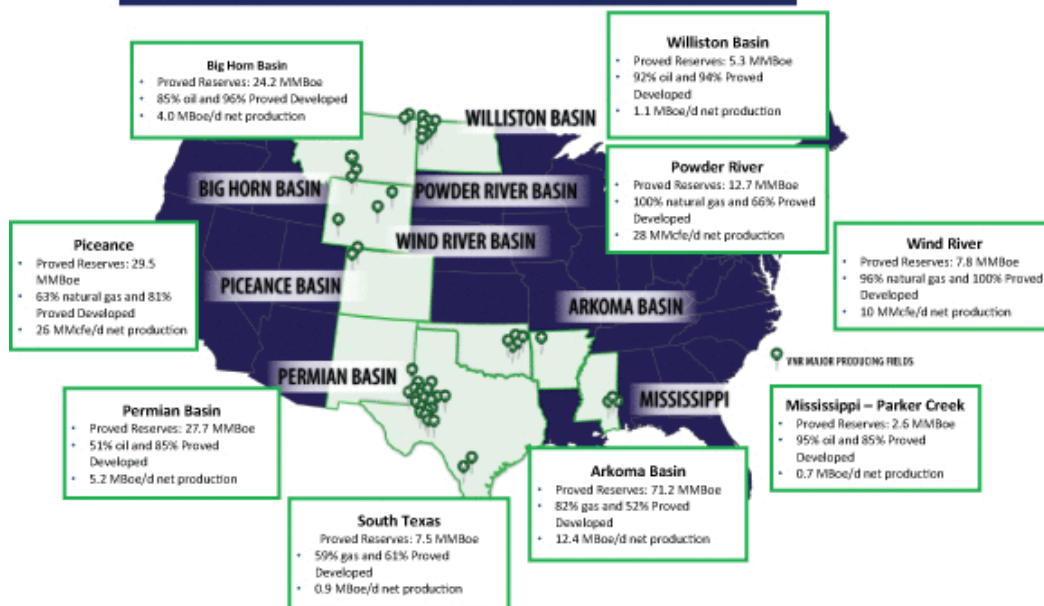 Big Horn Basin
• Proved Reserves: 24.2 MMBoe
• 85% oil and 96% Proved Developed
• 4.0 MBoe/d net production
Williston Basin
• Proved Reserves: 5.3 MMBoe
• 92% oil and 94% Proved
Developed
• 1.1 MBoe/d net production
WILLISTON BASIN
Powder River
• Proved Reserves: 12.7 MMBoe
• 100% natural gas and 66% Proved
Developed
• 28 MMcfe/d net production
BIG HORN BASIN
POWDER RIVER BASIN
Piceance
• Proved Reserves: 29.5
MMBoe
• 63% natural gas and 81%
Proved Developed
• 26 MMcfe/d net production
WIND RIVER BASIN
Wind River
• Proved Reserves: 7.8 MMBoe
• 96% natural gas and 100% Proved
Developed
• 10 MMcfe/d net production
PICEANCE BASIN
ARKOMA BASIN
VNR MAJOR PRODUCING FIELDS
PERMIAN BASIN
MISSISSIPPI
Permian Basin
• Proved Reserves: 27.7 MMBoe
• 51% oil and 85% Proved
Developed
• 5.2 MBoe/d net production
Mississippi – Parker Creek
• Proved Reserves: 2.6 MMBoe
• 95% oil and 85% Proved
Developed
• 0.7 MBoe/d net production
Arkoma Basin
• Proved Reserves: 71.2 MMBoe
• 82% gas and 52% Proved
Developed
• 12.4 MBoe/d net production
South Texas
Proved Reserves: 7.5 MMBoe
• 59% gas and 61% Proved
Developed
• 0.9 MBoe/d net production